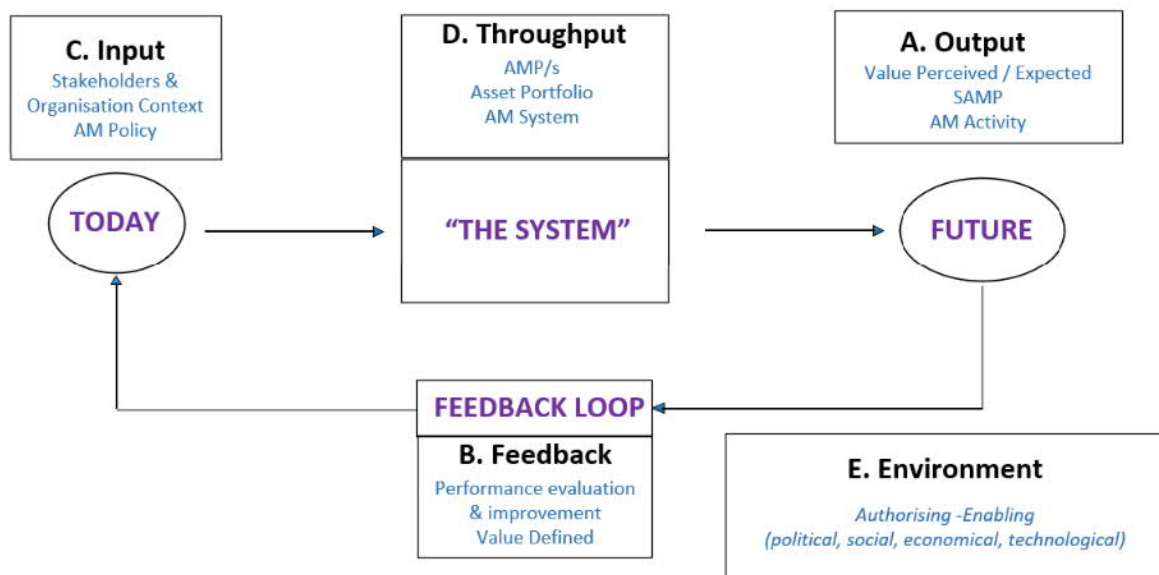 C. Input
Stakeholders &
Organisation Context
AM Policy
D. Throughput
AMP/s
Asset Portfolio
AM System
A. Output
Value Perceived / Expected
SAMP
AM Activity
TODAY
“THE SYSTEM”
FUTURE
FEEDBACK LOOP
B. Feedback
Performance evaluation
& improvement
Value Defined
E. Environment
Authorising -Enabling
(political, social, economical, technological)